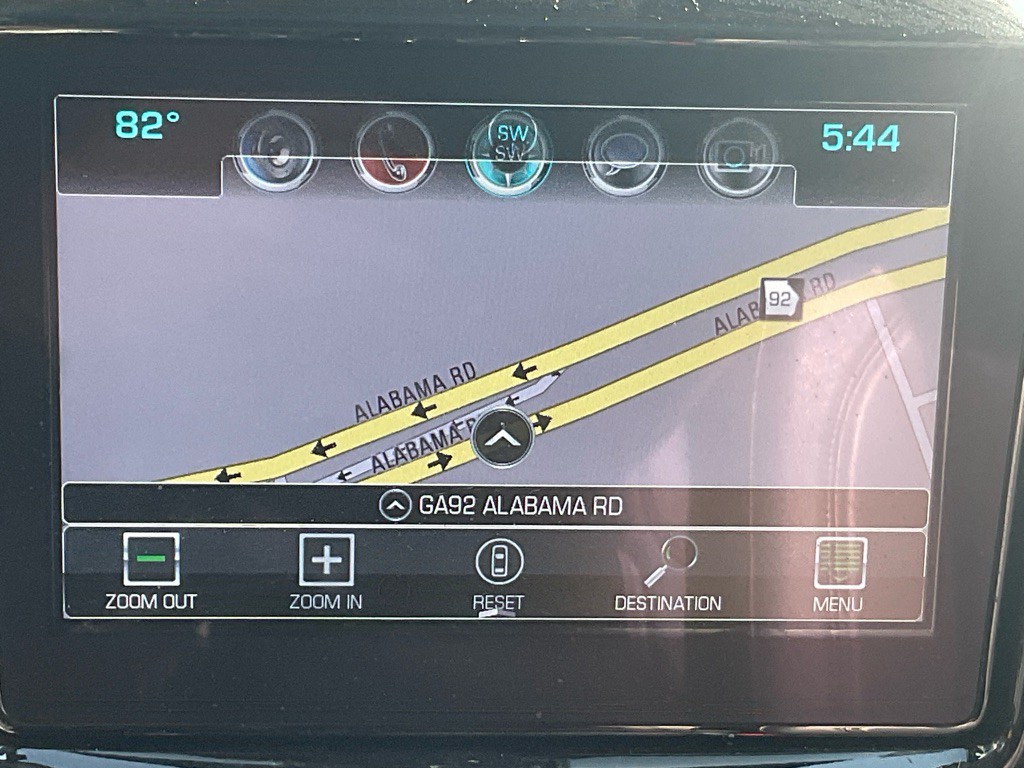 82°
SW
SW
5:44
92
ALABAMA RD
ALABAMA
GA92 ALABAMA RD
ZOOM OUT
ZOOM IN
RESET
DESTINATION
MENU